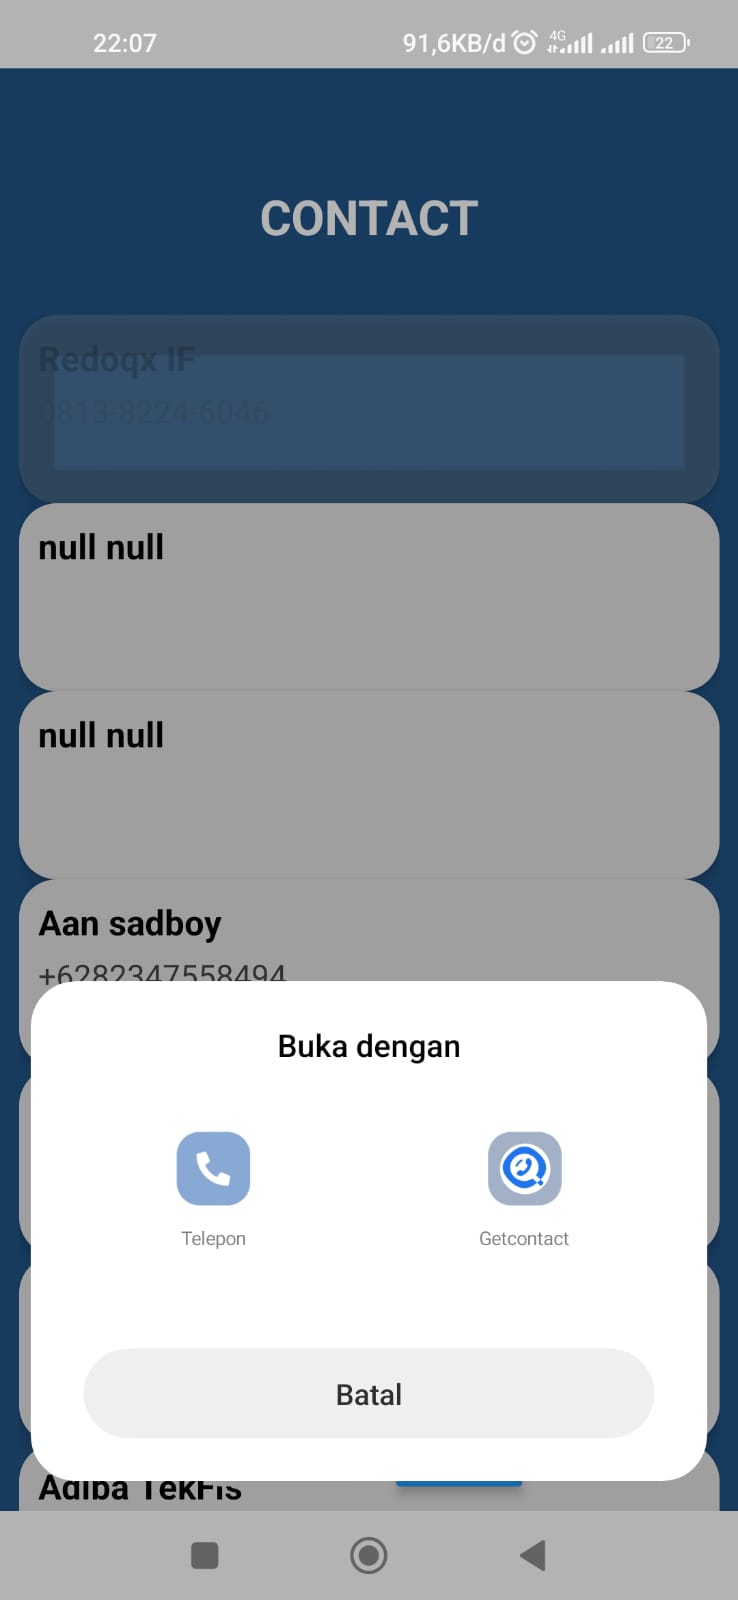 22:07
91,6KB/d 4G 22
CONTACT
Redoqx IF
0813-8224-6046
null null
null null
Aan sadboy
+6282347558494
Buka dengan
Telepon
Getcontact
Batal
Adiba TekFis